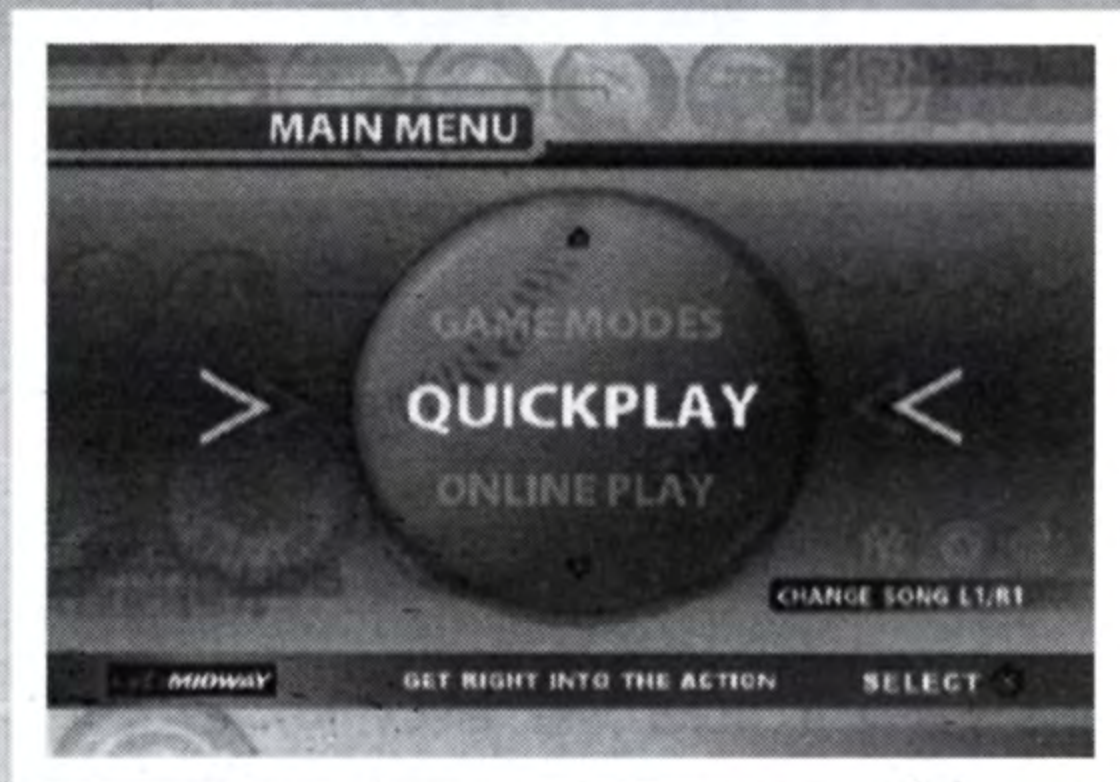 MAIN MENU
GAME MODES
QUICKPLAY
ONLINE PLAY
CHANGE SONG L1/R1
MIDWAY
GET RIGHT INTO THE ACTION
SELECT